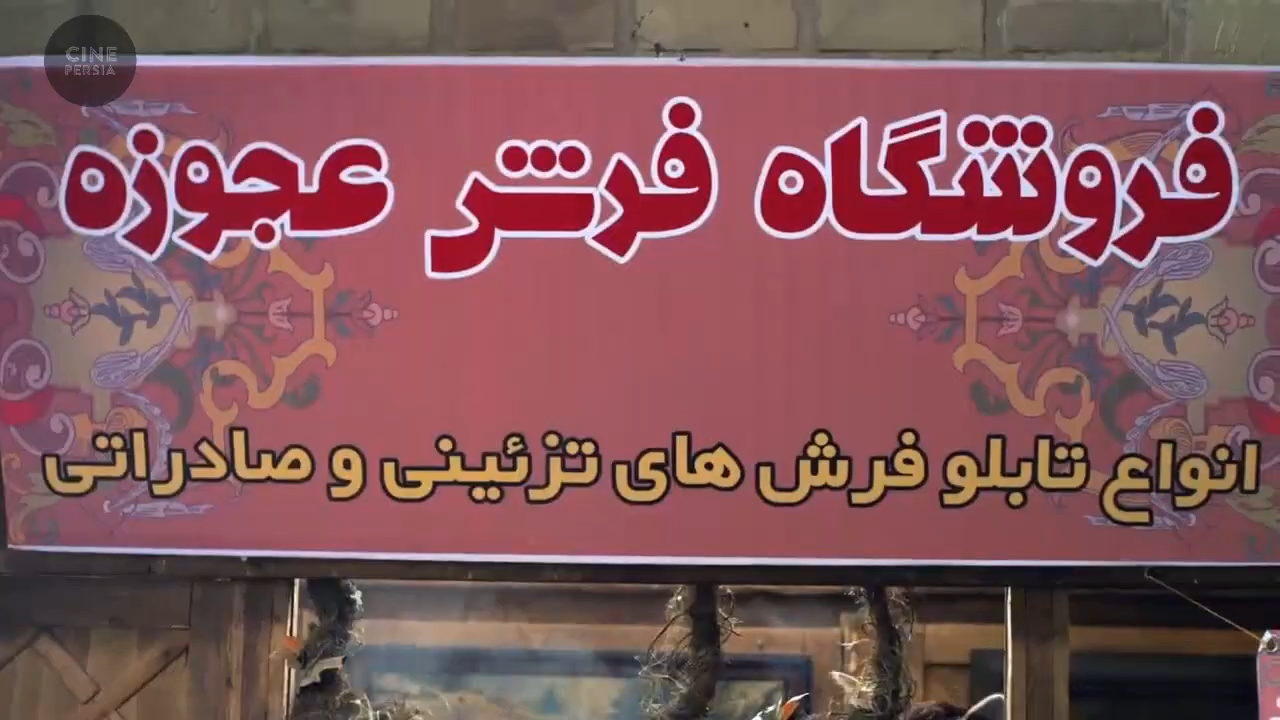 CINE
PERSIA
فروشگاه فرش عجوزه
انواع تابلو فرش های تزئینی و صادراتی